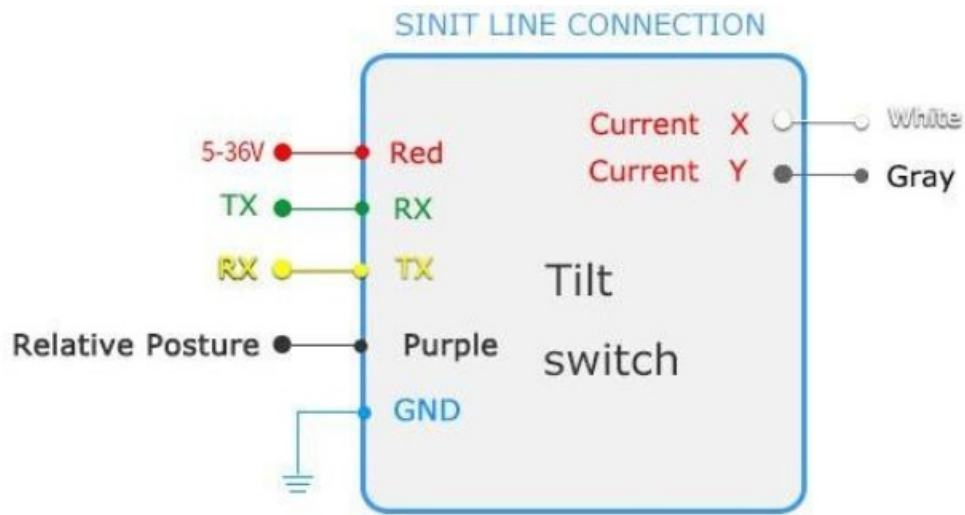 SINIT LINE CONNECTION
5-36V Red Current X White
TX RX Current Y Gray
RX TX Tilt
Relative Posture Purple switch
GND